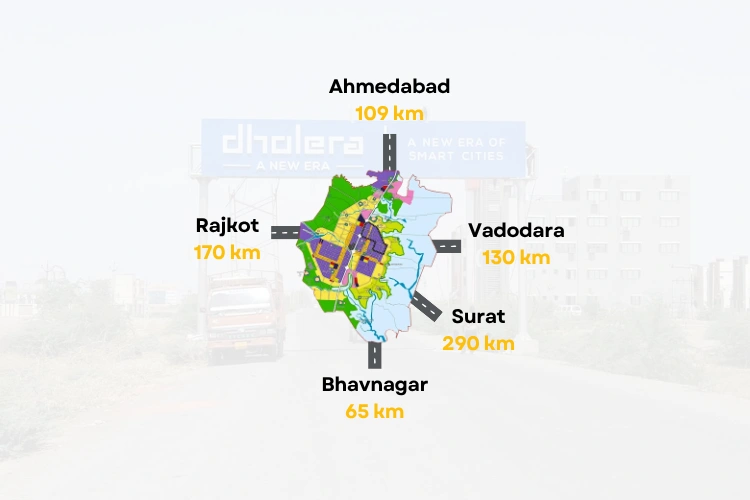 Ahmedabad
109 km
dholera
A NEW ERA
A NEW ERA OF
SMART CITIES
Rajkot
170 km
Vadodara
130 km
Surat
290 km
Bhavnagar
65 km